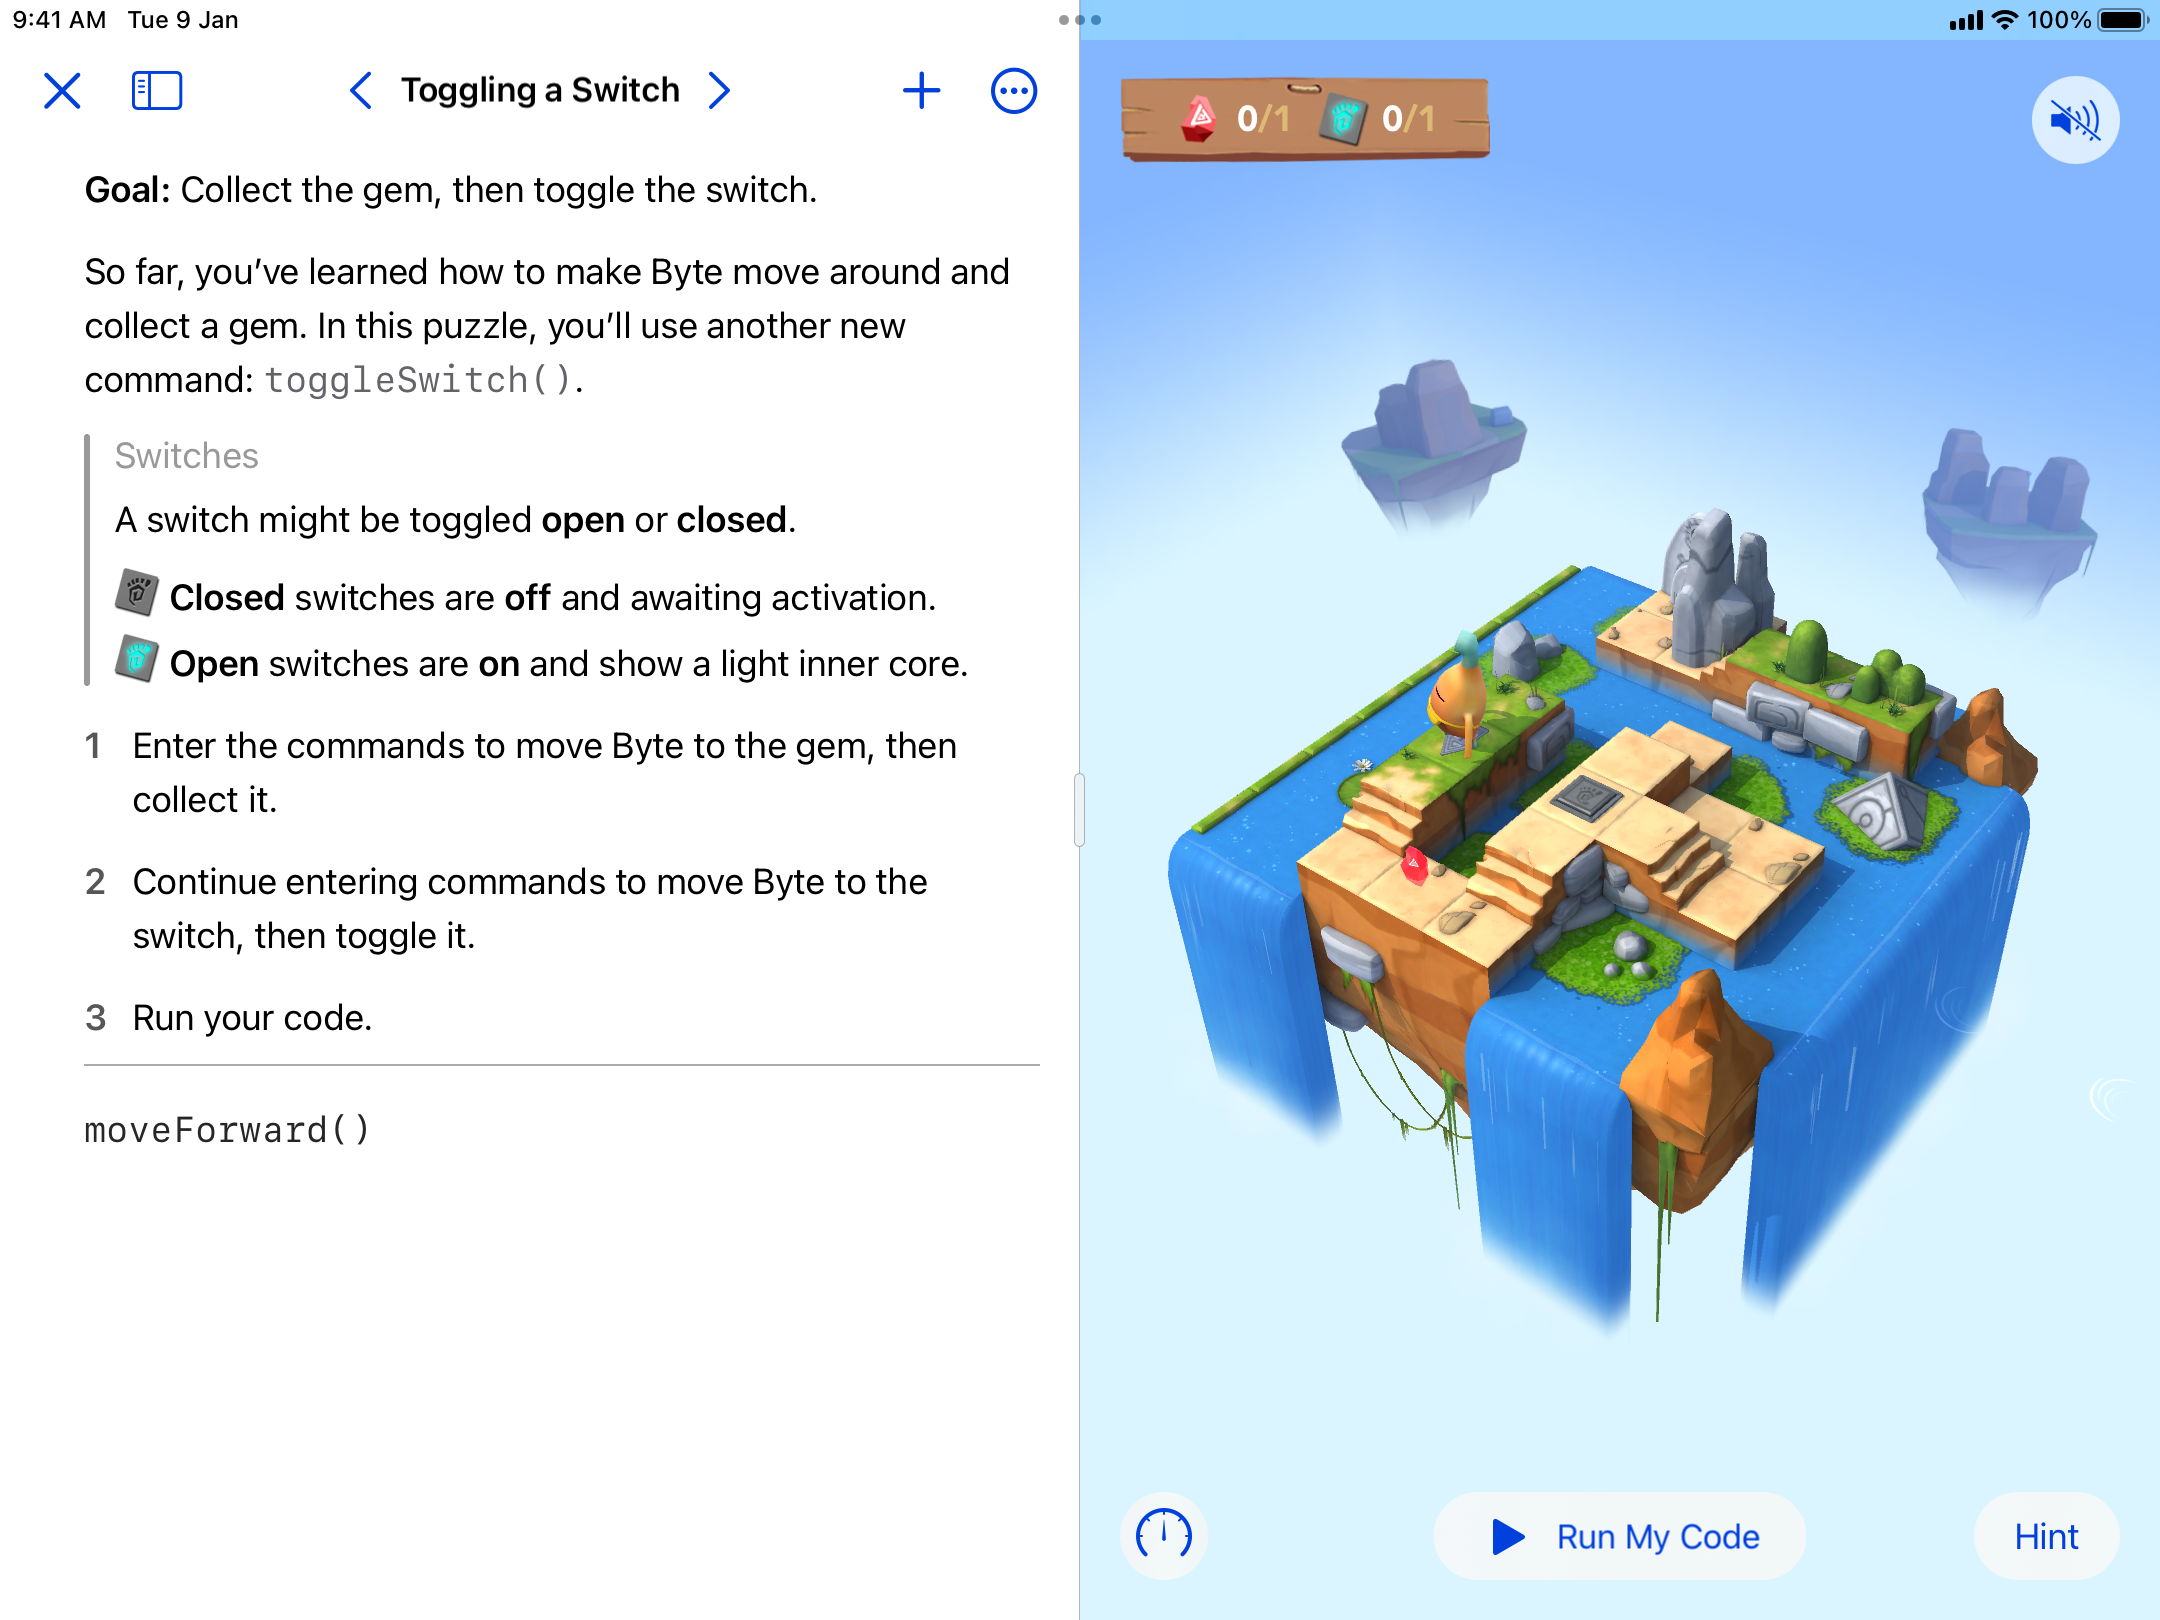 9:41 AM Tue 9 Jan
100%
Toggling a Switch
Goal: Collect the gem, then toggle the switch.
So far, you’ve learned how to make Byte move around and
collect a gem. In this puzzle, you’ll use another new
command: toggleSwitch().
Switches
A switch might be toggled open or closed.
Closed switches are off and awaiting activation.
Open switches are on and show a light inner core.
1 Enter the commands to move Byte to the gem, then
collect it.
2 Continue entering commands to move Byte to the
switch, then toggle it.
3 Run your code.
moveForward()
0/1 0/1
Run My Code
Hint